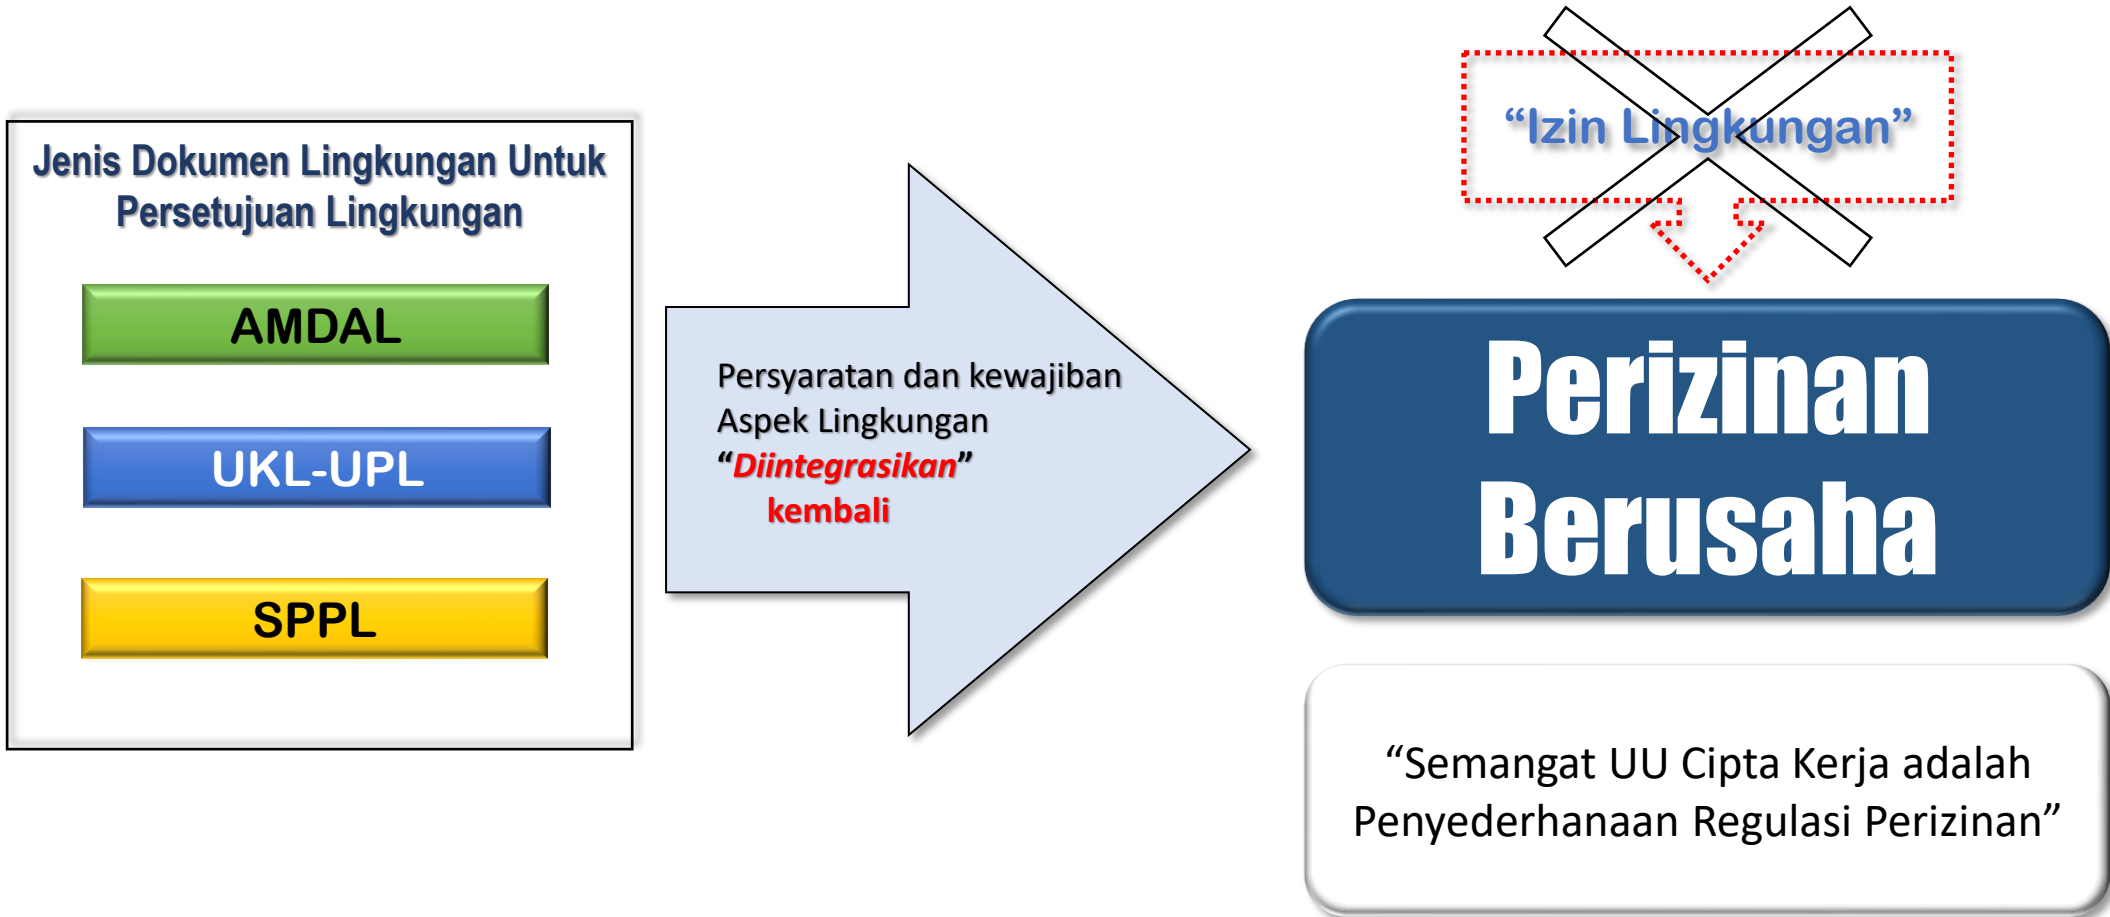 Jenis Dokumen Lingkungan Untuk
Persetujuan Lingkungan
AMDAL
UKL-UPL
SPPL
Persyaratan dan kewajiban
Aspek Lingkungan
“Diintegrasikan”
kembali
“Izin Lingkungan”
Perizinan
Berusaha
“Semangat UU Cipta Kerja adalah
Penyederhanaan Regulasi Perizinan”